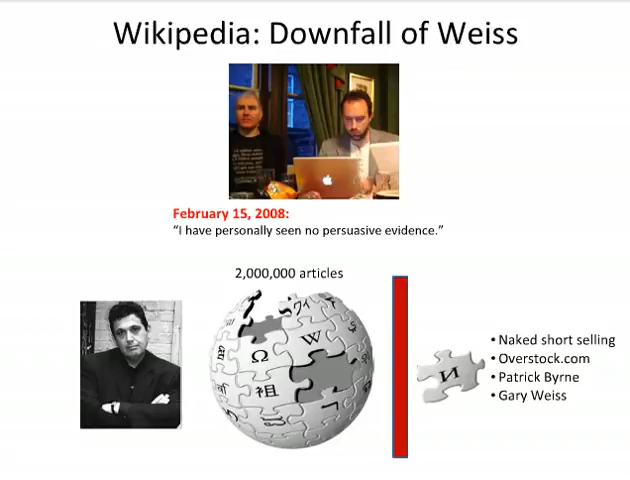 Wikipedia: Downfall of Weiss
February 15, 2008:
“I have personally seen no persuasive evidence.”
2,000,000 articles
Ω
W
祖
И
• Naked short selling
• Overstock.com
• Patrick Byrne
• Gary Weiss